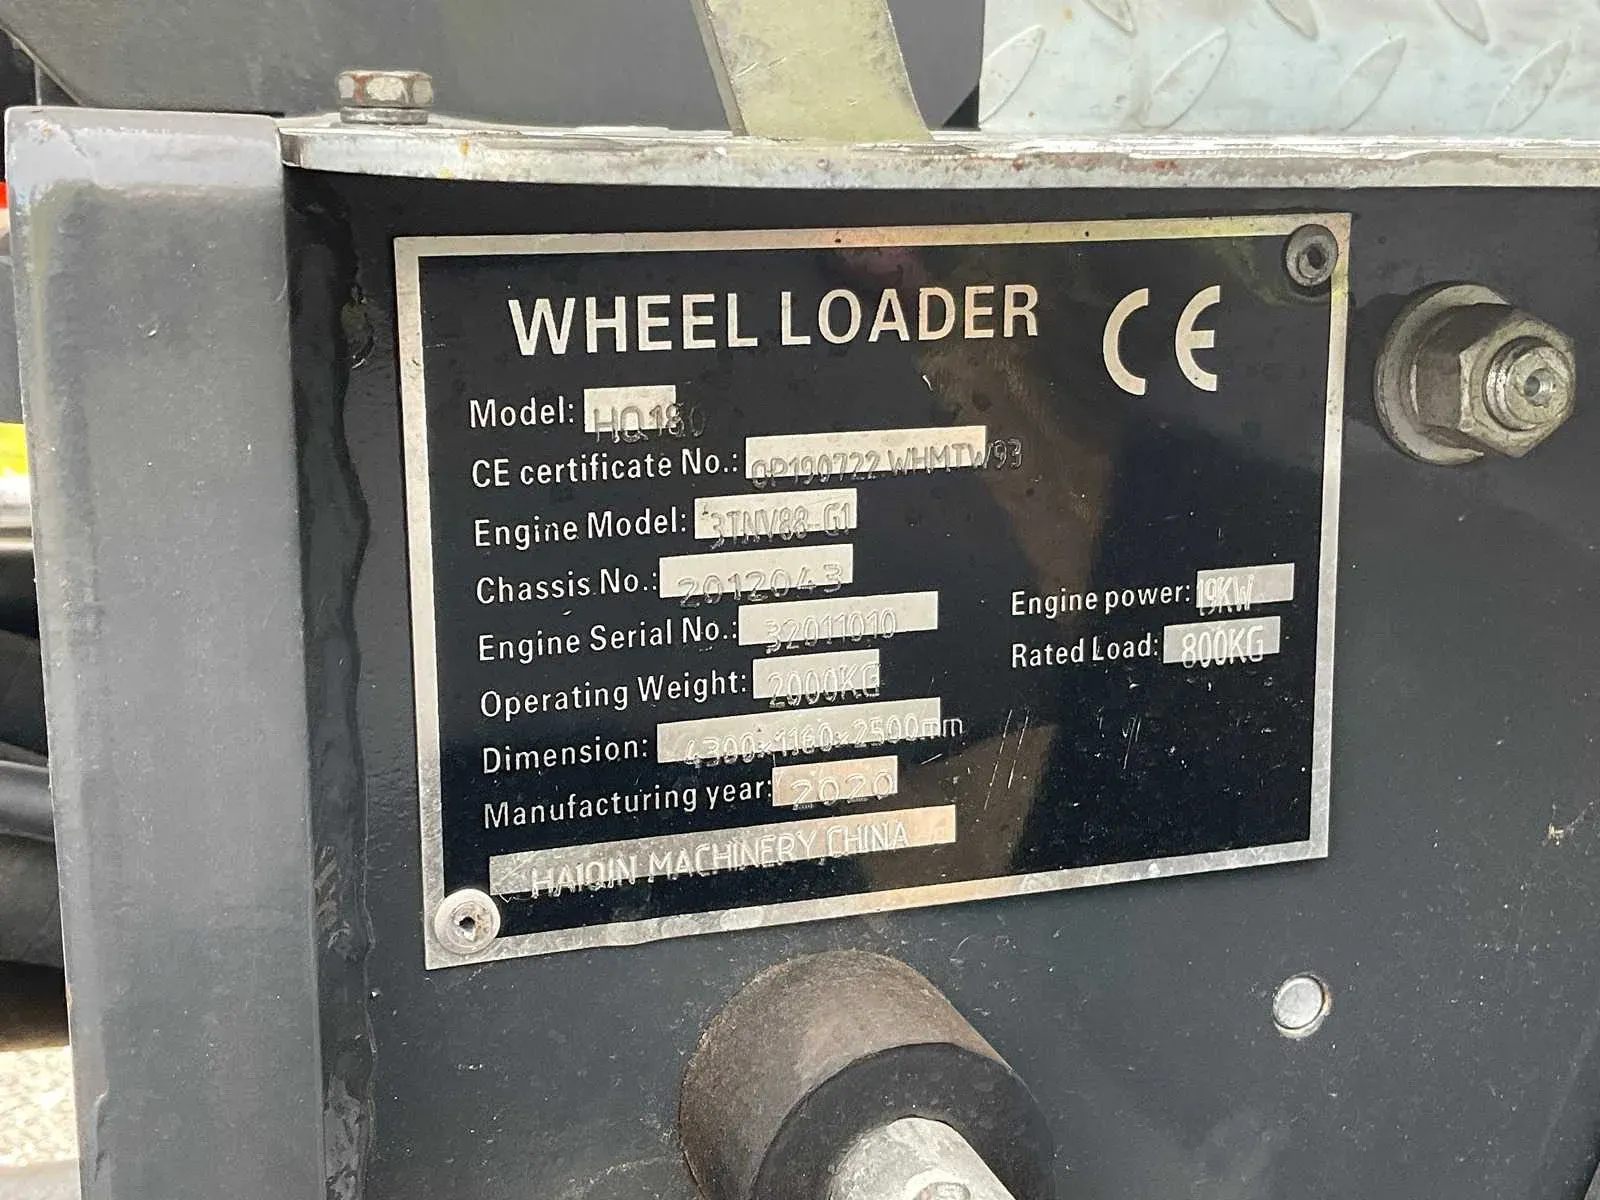 WHEEL LOADER CE
Model: HQ180
CE certificate No.: OP190722.WHMTW93
Engine Model: 3TNV88-G1
Chassis No.: 2012043
Engine Serial No.: 32011010
Engine power: 19KW
Operating Weight: 2000KG
Rated Load: 800KG
Dimension: 4300×1160×2500mm
Manufacturing year: 2020
HAIQIN MACHINERY,CHINA